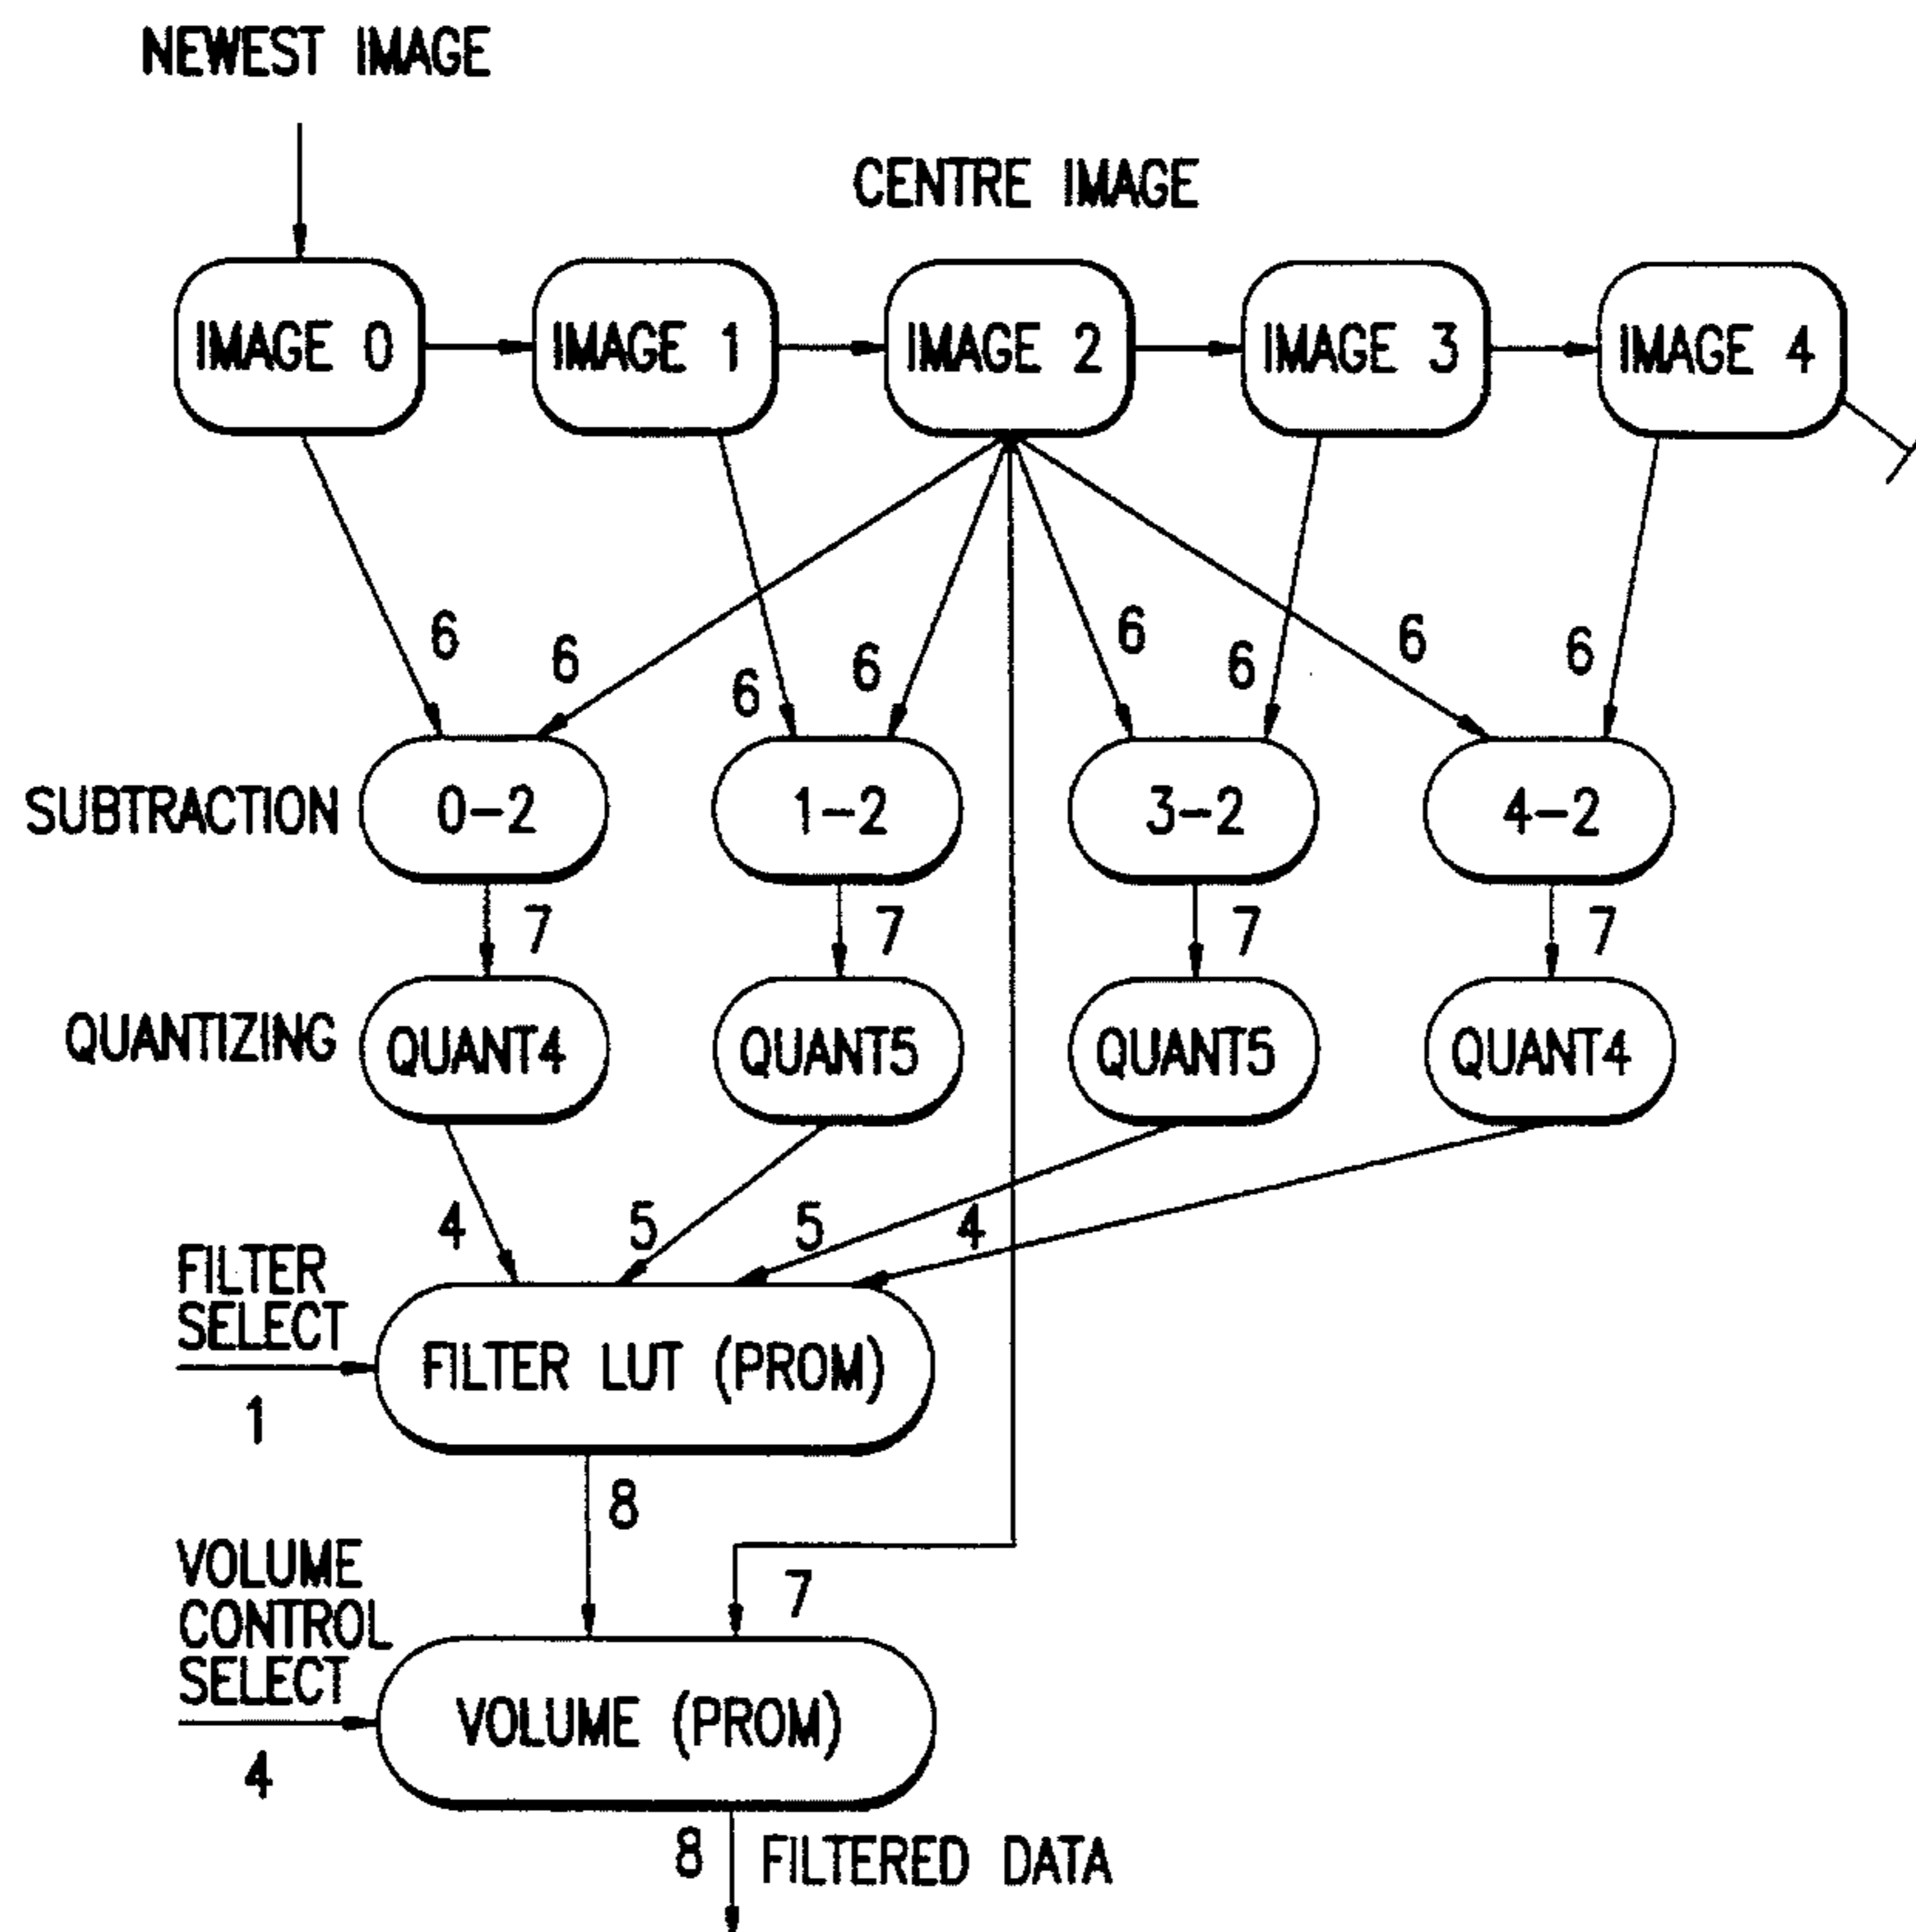 NEWEST IMAGE
CENTRE IMAGE
IMAGE 0
IMAGE 1
IMAGE 2
IMAGE 3
IMAGE 4
6
6
6
6
6
6
6
6
SUBTRACTION
0-2
1-2
3-2
4-2
7
7
7
7
QUANTIZING
QUANT4
QUANT5
QUANT5
QUANT4
4
5
5
4
FILTER
SELECT
1
FILTER LUT (PROM)
8
7
VOLUME
CONTROL
SELECT
4
VOLUME (PROM)
8
FILTERED DATA